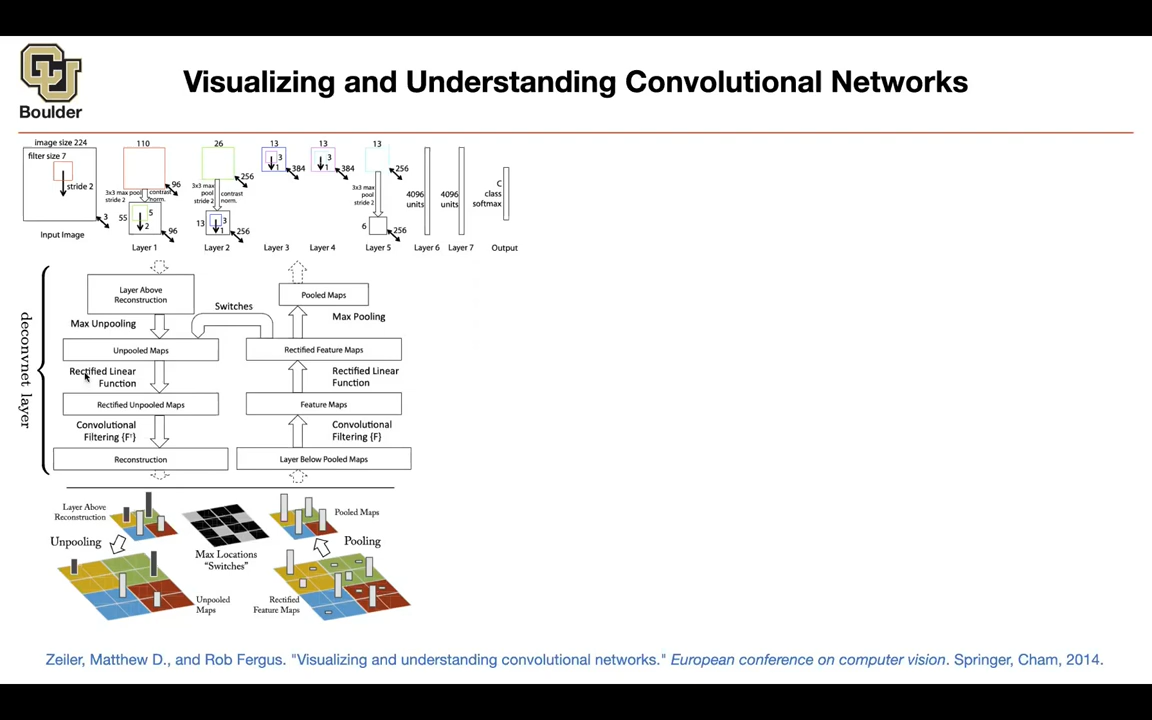 Boulder
Visualizing and Understanding Convolutional Networks
image size 224
filter size 7
stride 2
3
Input Image
110
96
3x3 max pool
stride 2
contrast
norm.
55
5
2
96
Layer 1
26
256
3x3 max
pool
stride 2
contrast
norm.
13
3
1
256
Layer 2
13
3
1
384
Layer 3
13
3
1
384
Layer 4
13
256
3x3 max
pool
stride 2
6
256
Layer 5
4096
units
Layer 6
4096
units
Layer 7
C
class
softmax
Output
deconvnet layer
Layer Above
Reconstruction
Switches
Pooled Maps
Max Unpooling
Max Pooling
Unpooled Maps
Rectified Feature Maps
Rectified Linear
Function
Rectified Linear
Function
Rectified Unpooled Maps
Feature Maps
Convolutional
Filtering {F'}
Convolutional
Filtering {F}
Reconstruction
Layer Below Pooled Maps
Layer Above
Reconstruction
Pooled Maps
Unpooling
Max Locations
"Switches"
Pooling
Unpooled
Maps
Rectified
Feature Maps
Zeiler, Matthew D., and Rob Fergus. "Visualizing and understanding convolutional networks." European conference on computer vision. Springer, Cham, 2014.